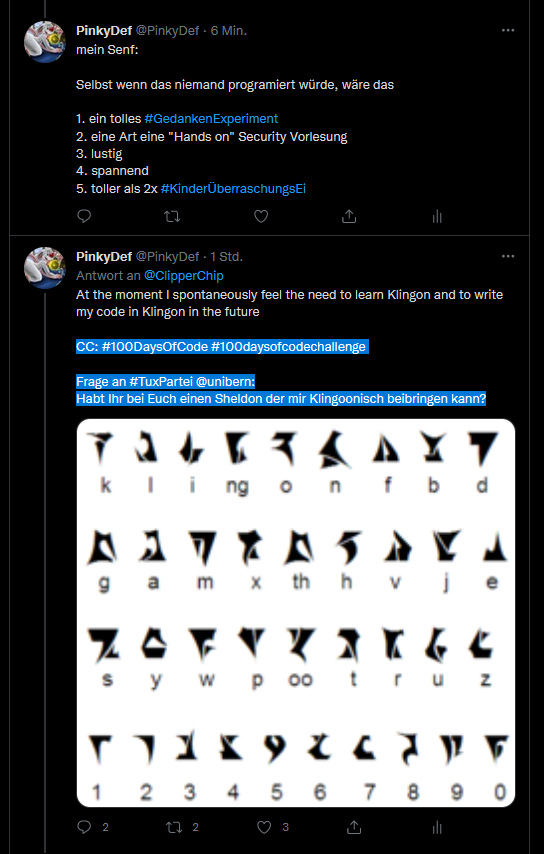 PinkyDef @PinkyDef · 6 Min.
mein Senf:
Selbst wenn das niemand programiert würde, wäre das
1. ein tolles #GedankenExperiment
2. eine Art eine "Hands on" Security Vorlesung
3. lustig
4. spannend
5. toller als 2x #KinderÜberraschungsEi
PinkyDef @PinkyDef · 1 Std.
Antwort an @ClipperChip
At the moment I spontaneously feel the need to learn Klingon and to write
my code in Klingon in the future
CC: #100DaysOfCode #100daysofcodechallenge
Frage an #TuxPartei @unibern:
Habt Ihr bei Euch einen Sheldon der mir Klingoonisch beibringen kann?
k l i ng o n f b d
g a m x th h v j e
s y w p oo t r u z
1 2 3 4 5 6 7 8 9 0
2 2 3